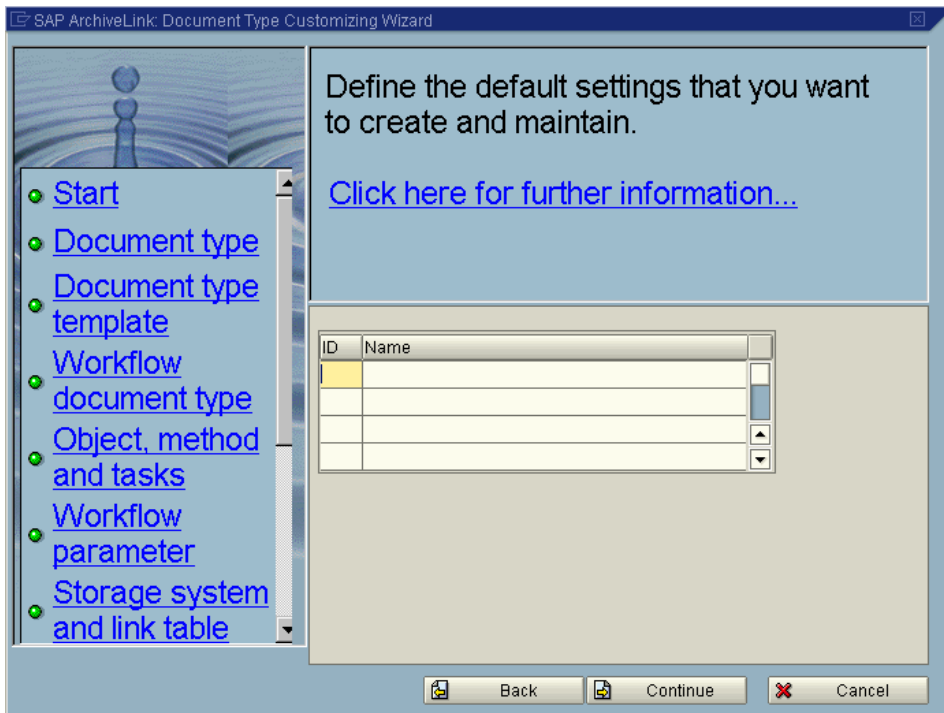 SAP ArchiveLink: Document Type Customizing Wizard
Define the default settings that you want
to create and maintain.
Click here for further information...
Start
Document type
Document type
template
Workflow
document type
Object, method
and tasks
Workflow
parameter
Storage system
and link table
ID Name
Back Continue Cancel